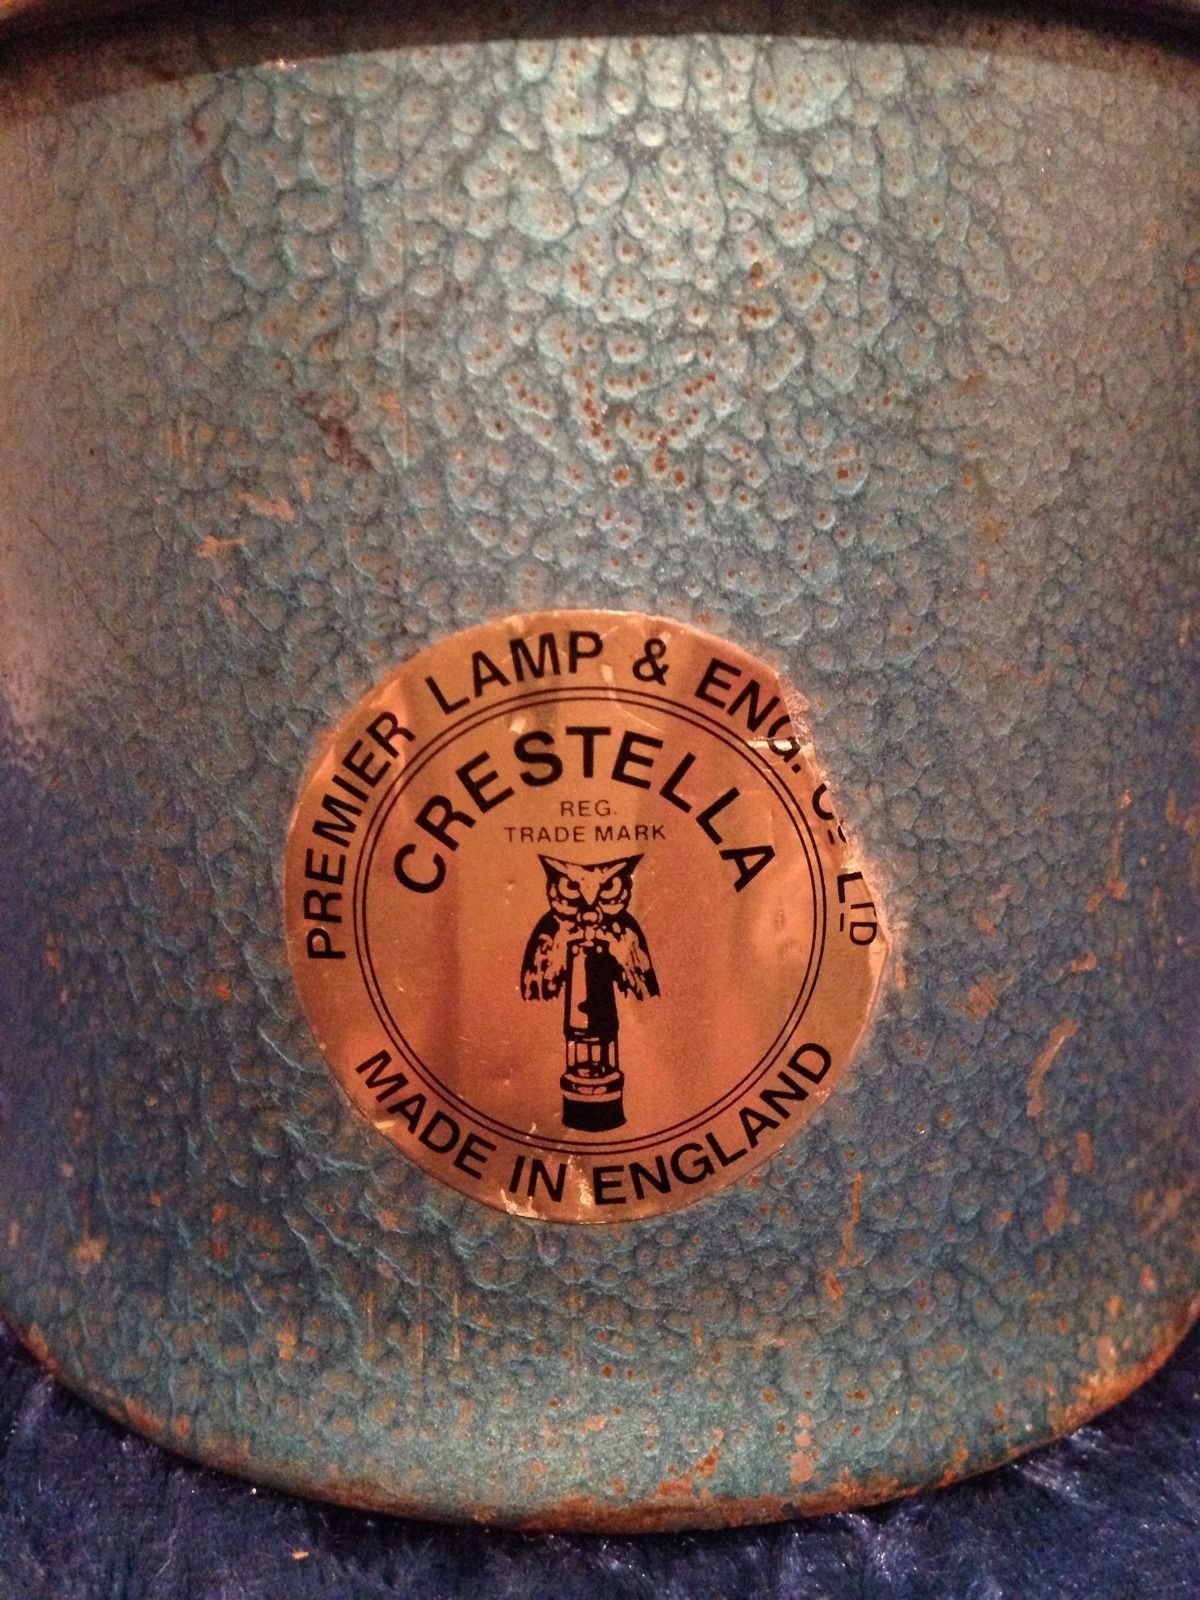 PREMIER LAMP & ENG. Co LTD
CRESTELLA
REG.
TRADE MARK
MADE IN ENGLAND